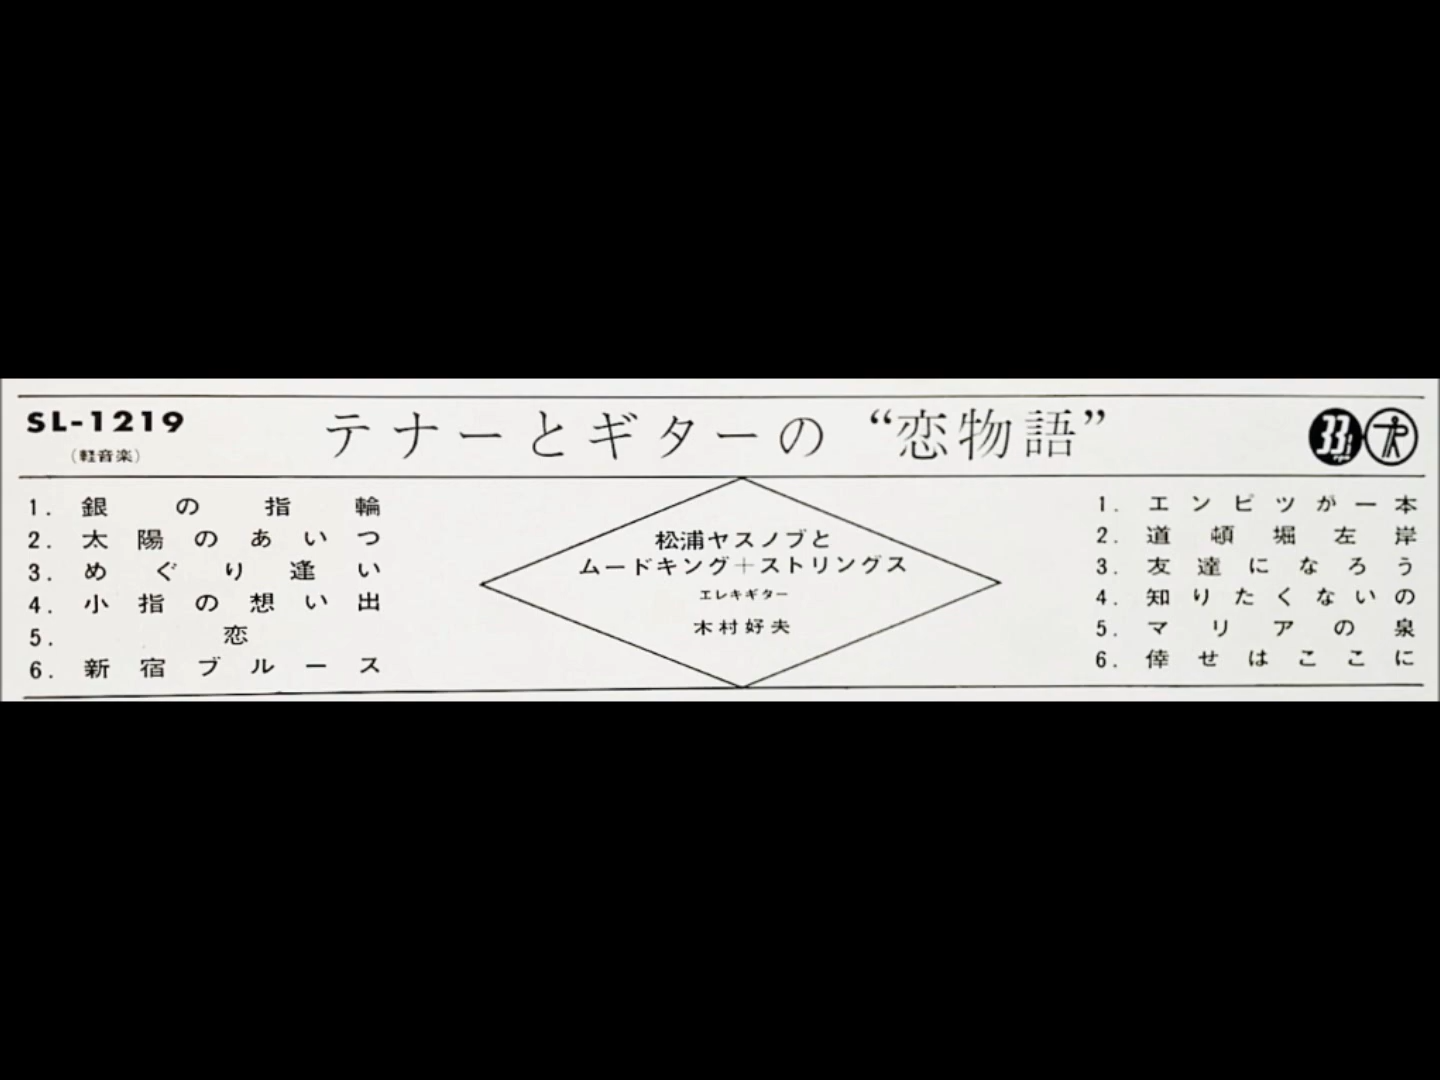 SL-1219
(軽音楽)
テナーとギターの“恋物語”
33⅓
rpm
1. 銀の指輪
2. 太陽のあいつ
3. めぐり逢い
4. 小指の想い出
5. 恋
6. 新宿ブルース
松浦ヤスノブと
ムードキング+ストリングス
エレキギター
木村好夫
1. エンピツが一本
2. 道頓堀左岸
3. 友達になろう
4. 知りたくないの
5. マリアの泉
6. 倖せはここに